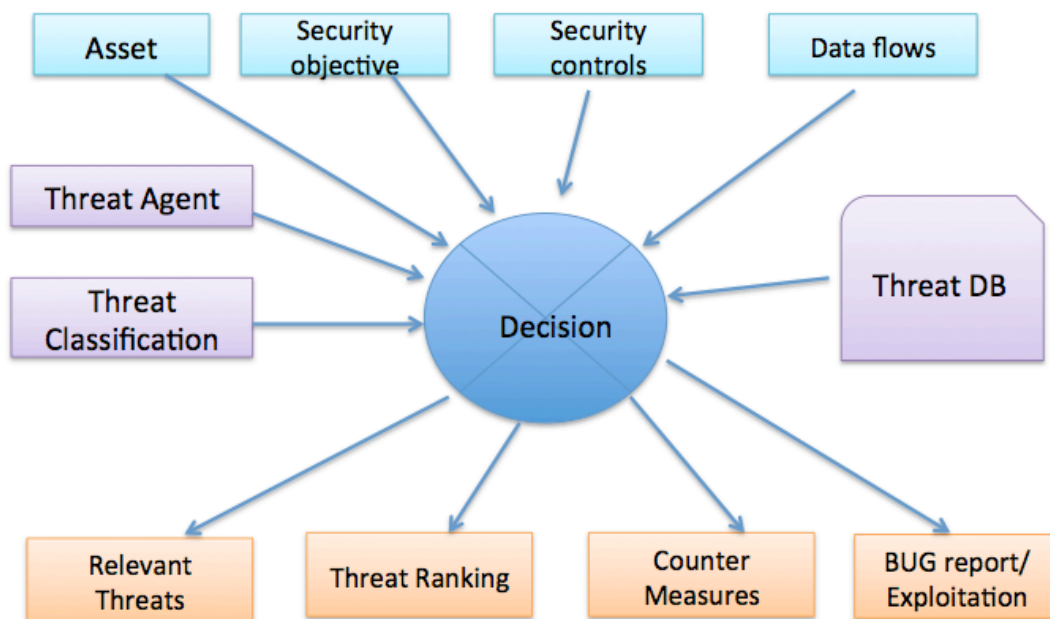 Asset
Security
objective
Security
controls
Data flows
Threat Agent
Threat
Classification
Threat DB
Decision
Relevant
Threats
Threat Ranking
Counter
Measures
BUG report/
Exploitation